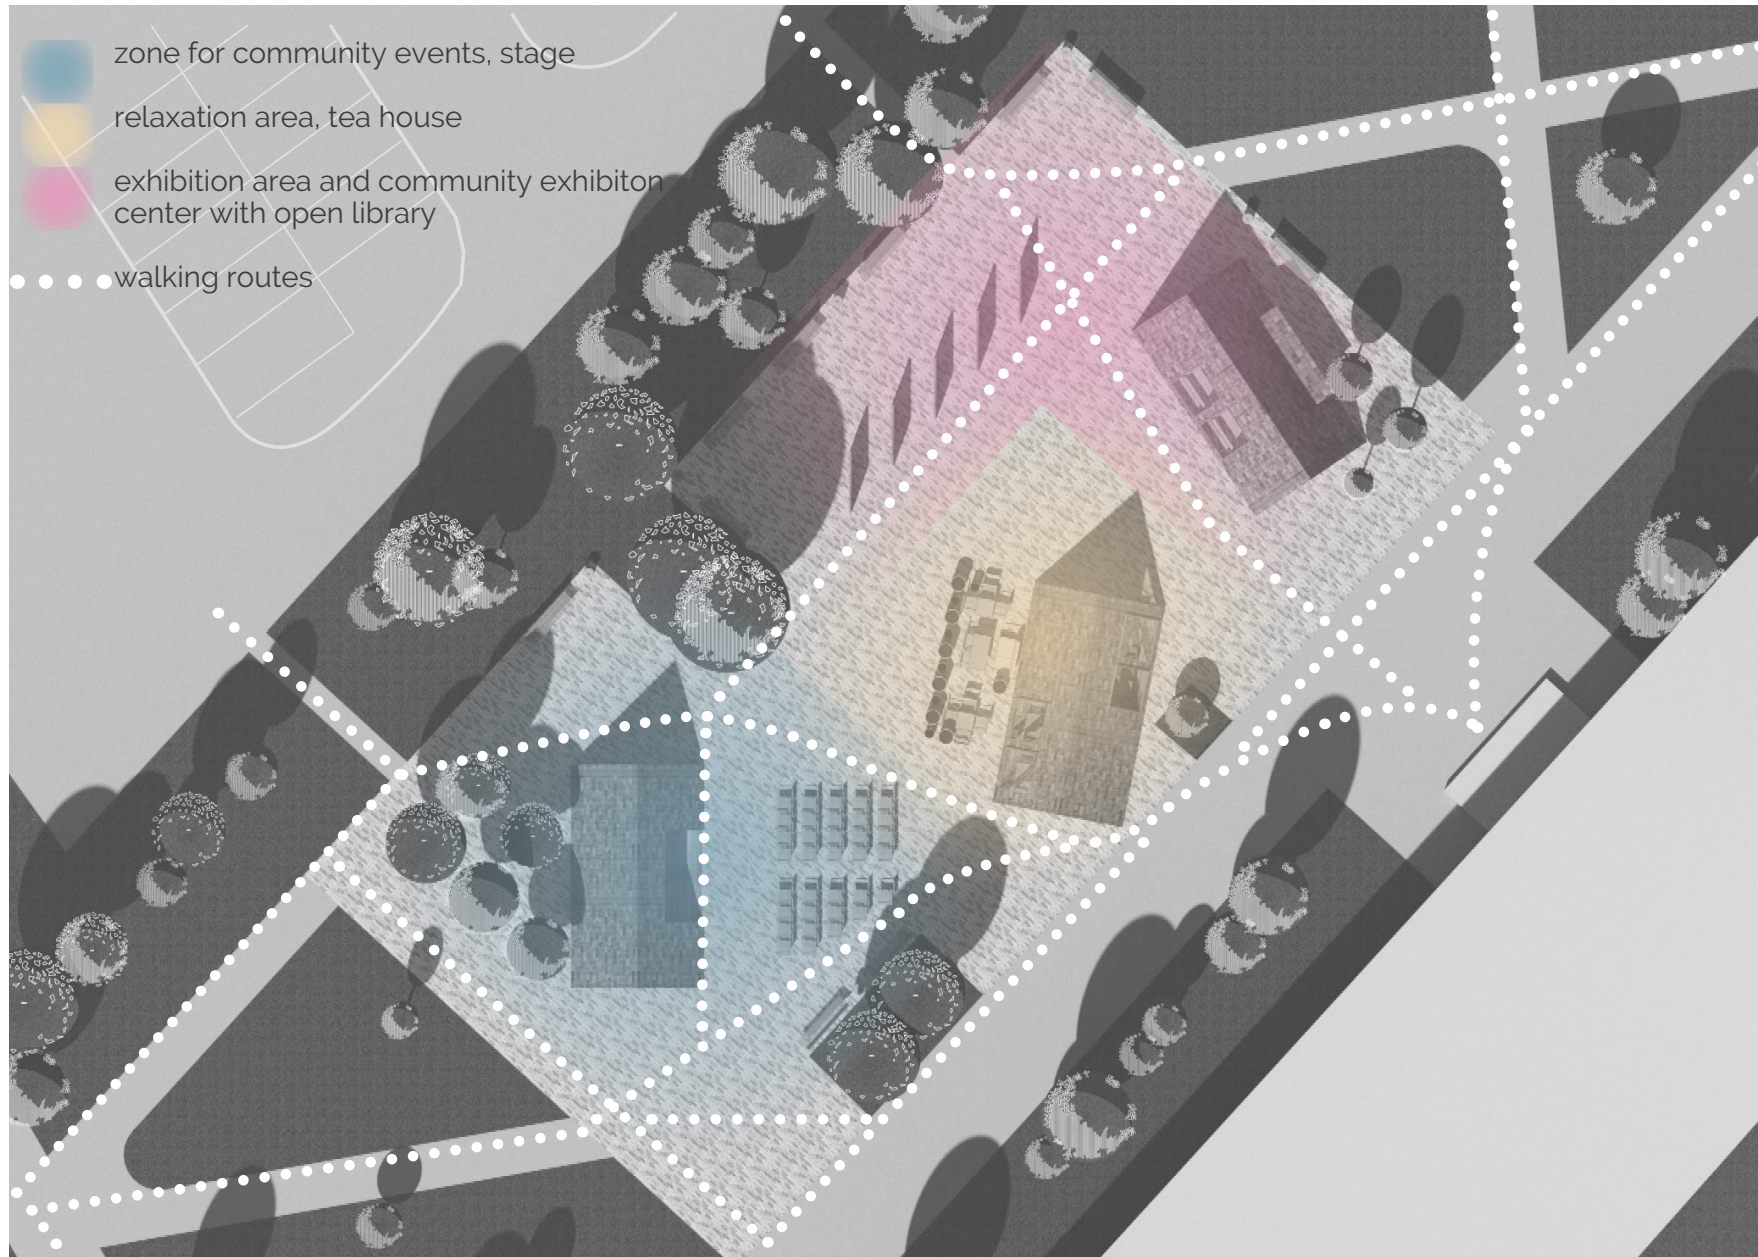 zone for community events, stage
relaxation area, tea house
exhibition area and community exhibiton
center with open library
walking routes